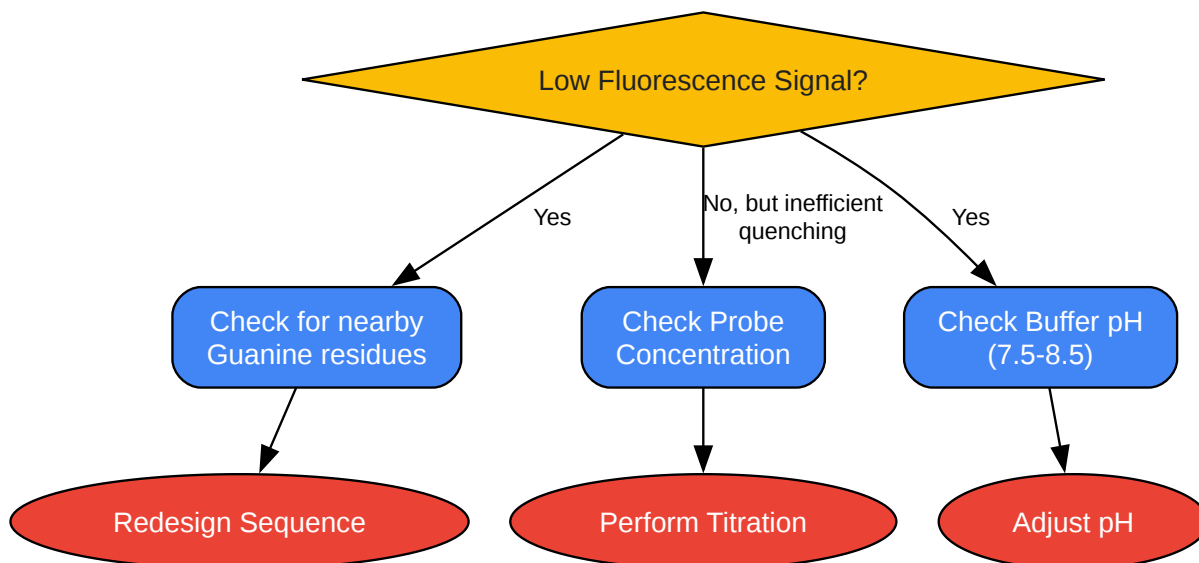 Low Fluorescence Signal?
Yes
No, but inefficient
quenching
Yes
Check for nearby
Guanine residues
Check Probe
Concentration
Check Buffer pH
(7.5-8.5)
Redesign Sequence
Perform Titration
Adjust pH